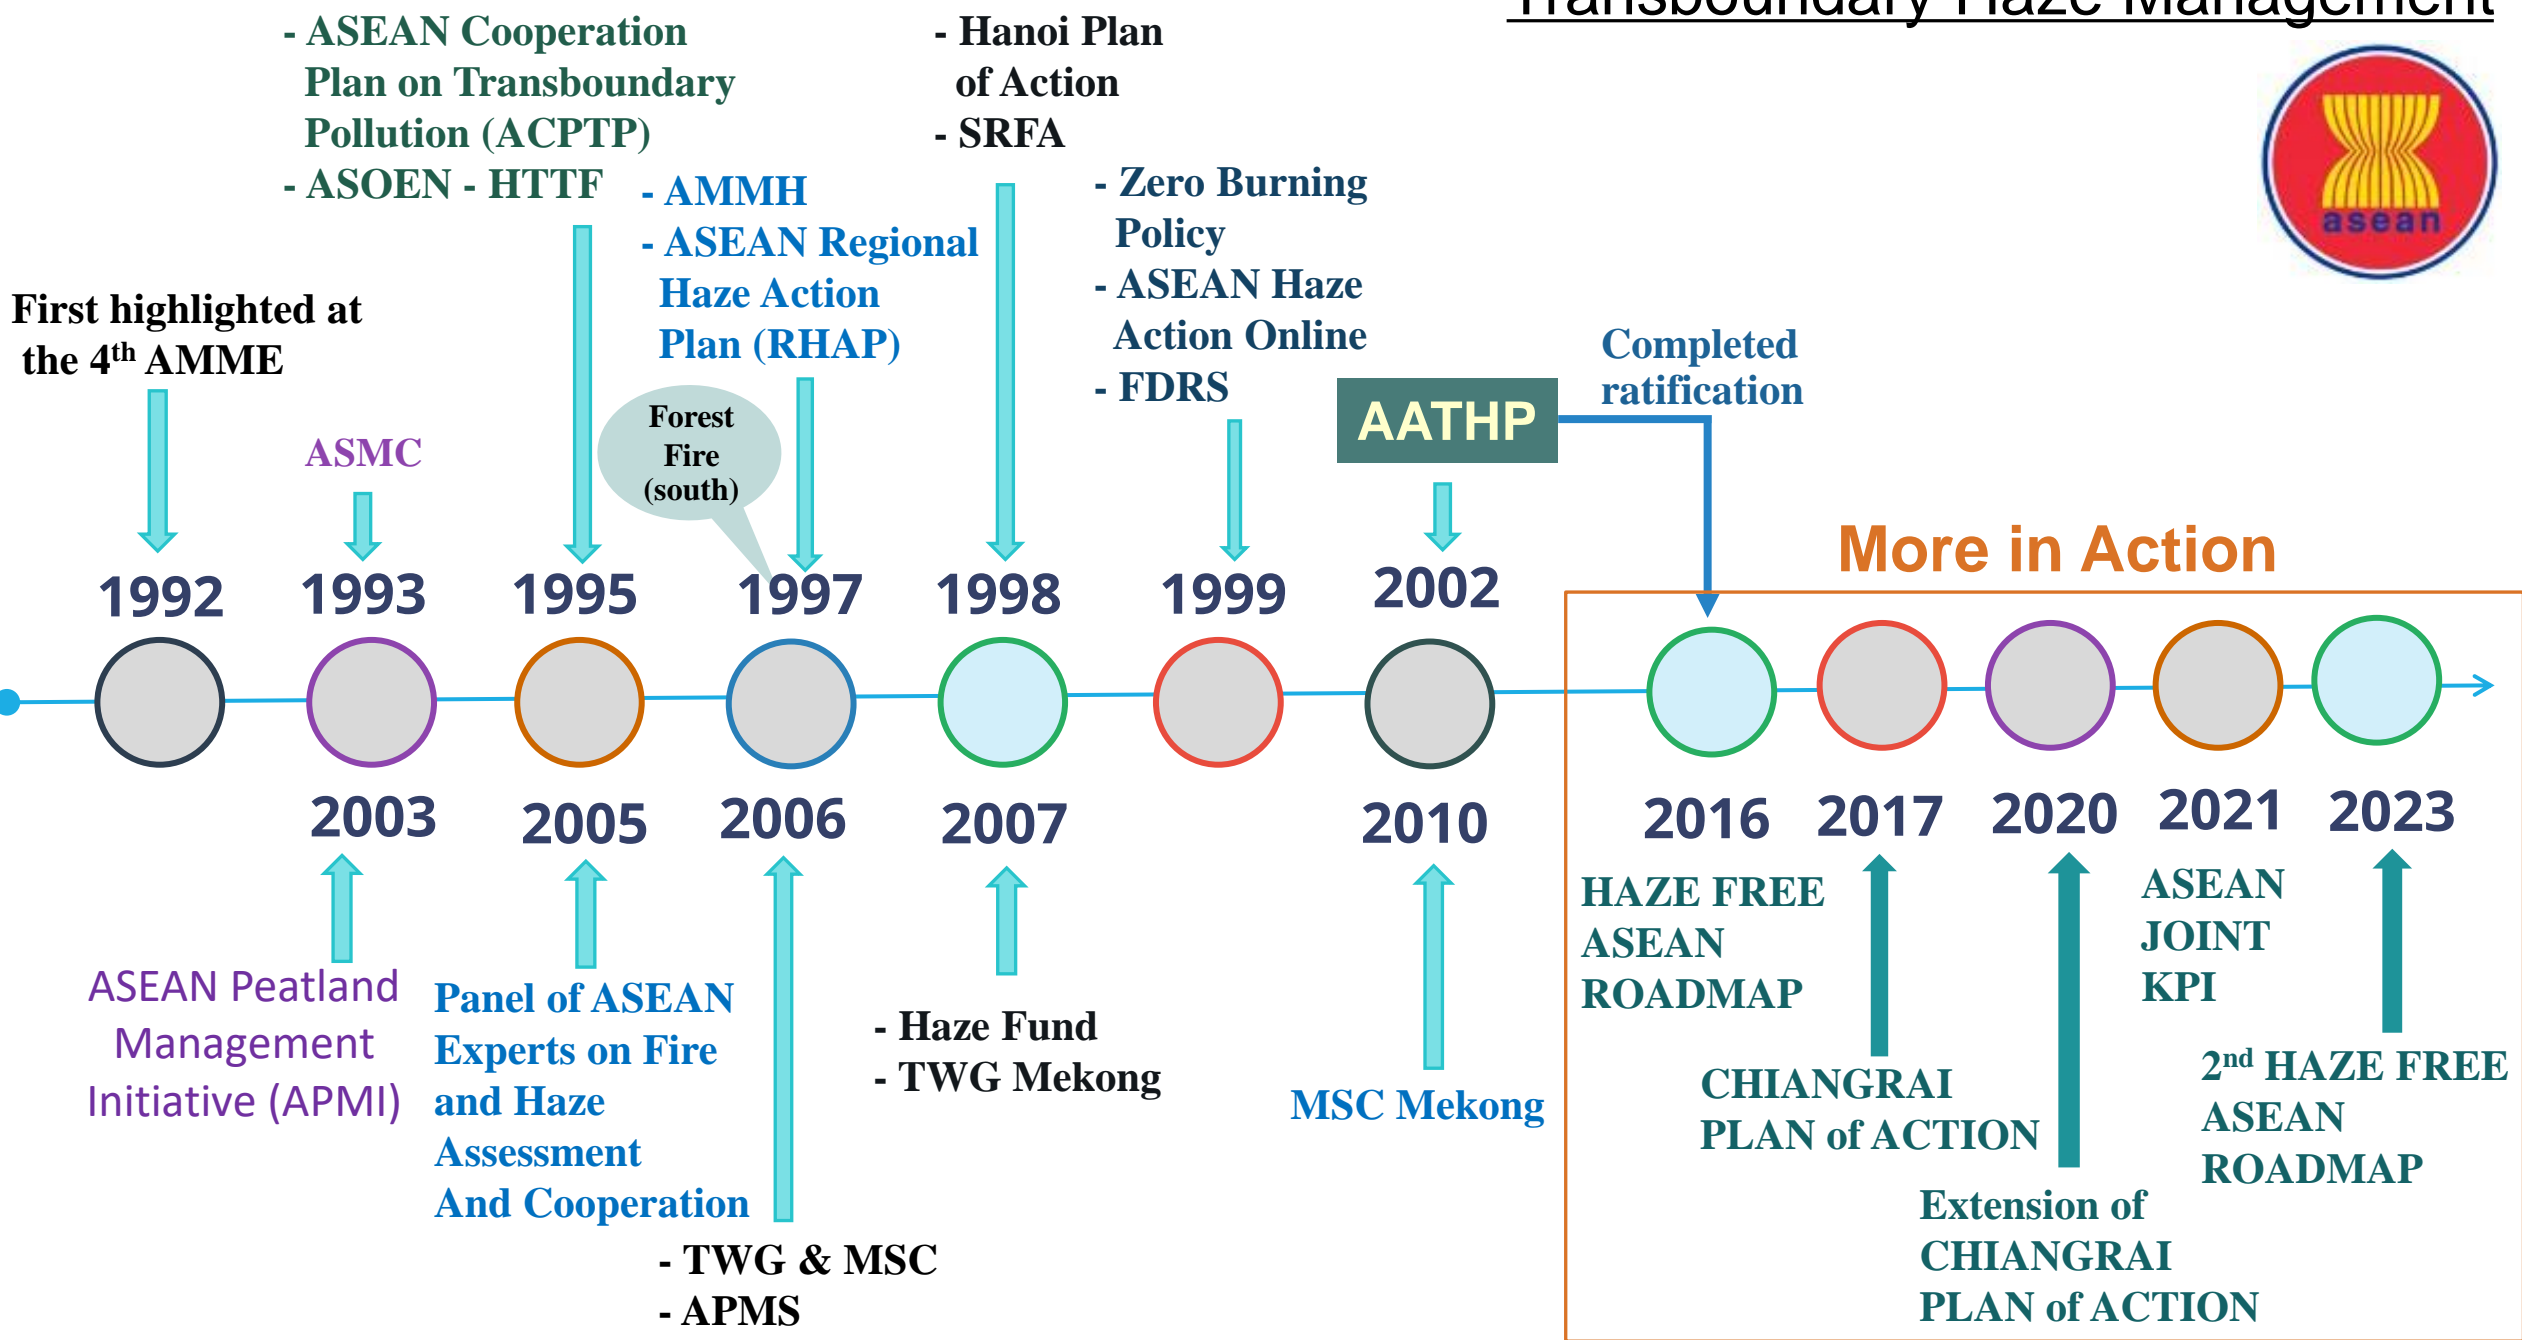 Transboundary Haze Management
asean
First highlighted at
the 4th AMME
1992
ASMC
1993
- ASEAN Cooperation
Plan on Transboundary
Pollution (ACPTP)
- ASOEN - HTTF
1995
- AMMH
- ASEAN Regional
Haze Action
Plan (RHAP)
Forest
Fire
(south)
1997
- Hanoi Plan
of Action
- SRFA
1998
- Zero Burning
Policy
- ASEAN Haze
Action Online
- FDRS
1999
AATHP
2002
Completed
ratification
More in Action
2003
ASEAN Peatland
Management
Initiative (APMI)
2005
Panel of ASEAN
Experts on Fire
and Haze
Assessment
And Cooperation
2006
- TWG & MSC
- APMS
2007
- Haze Fund
- TWG Mekong
2010
MSC Mekong
2016
HAZE FREE
ASEAN
ROADMAP
2017
CHIANGRAI
PLAN of ACTION
2020
Extension of
CHIANGRAI
PLAN of ACTION
2021
ASEAN
JOINT
KPI
2023
2nd HAZE FREE
ASEAN
ROADMAP